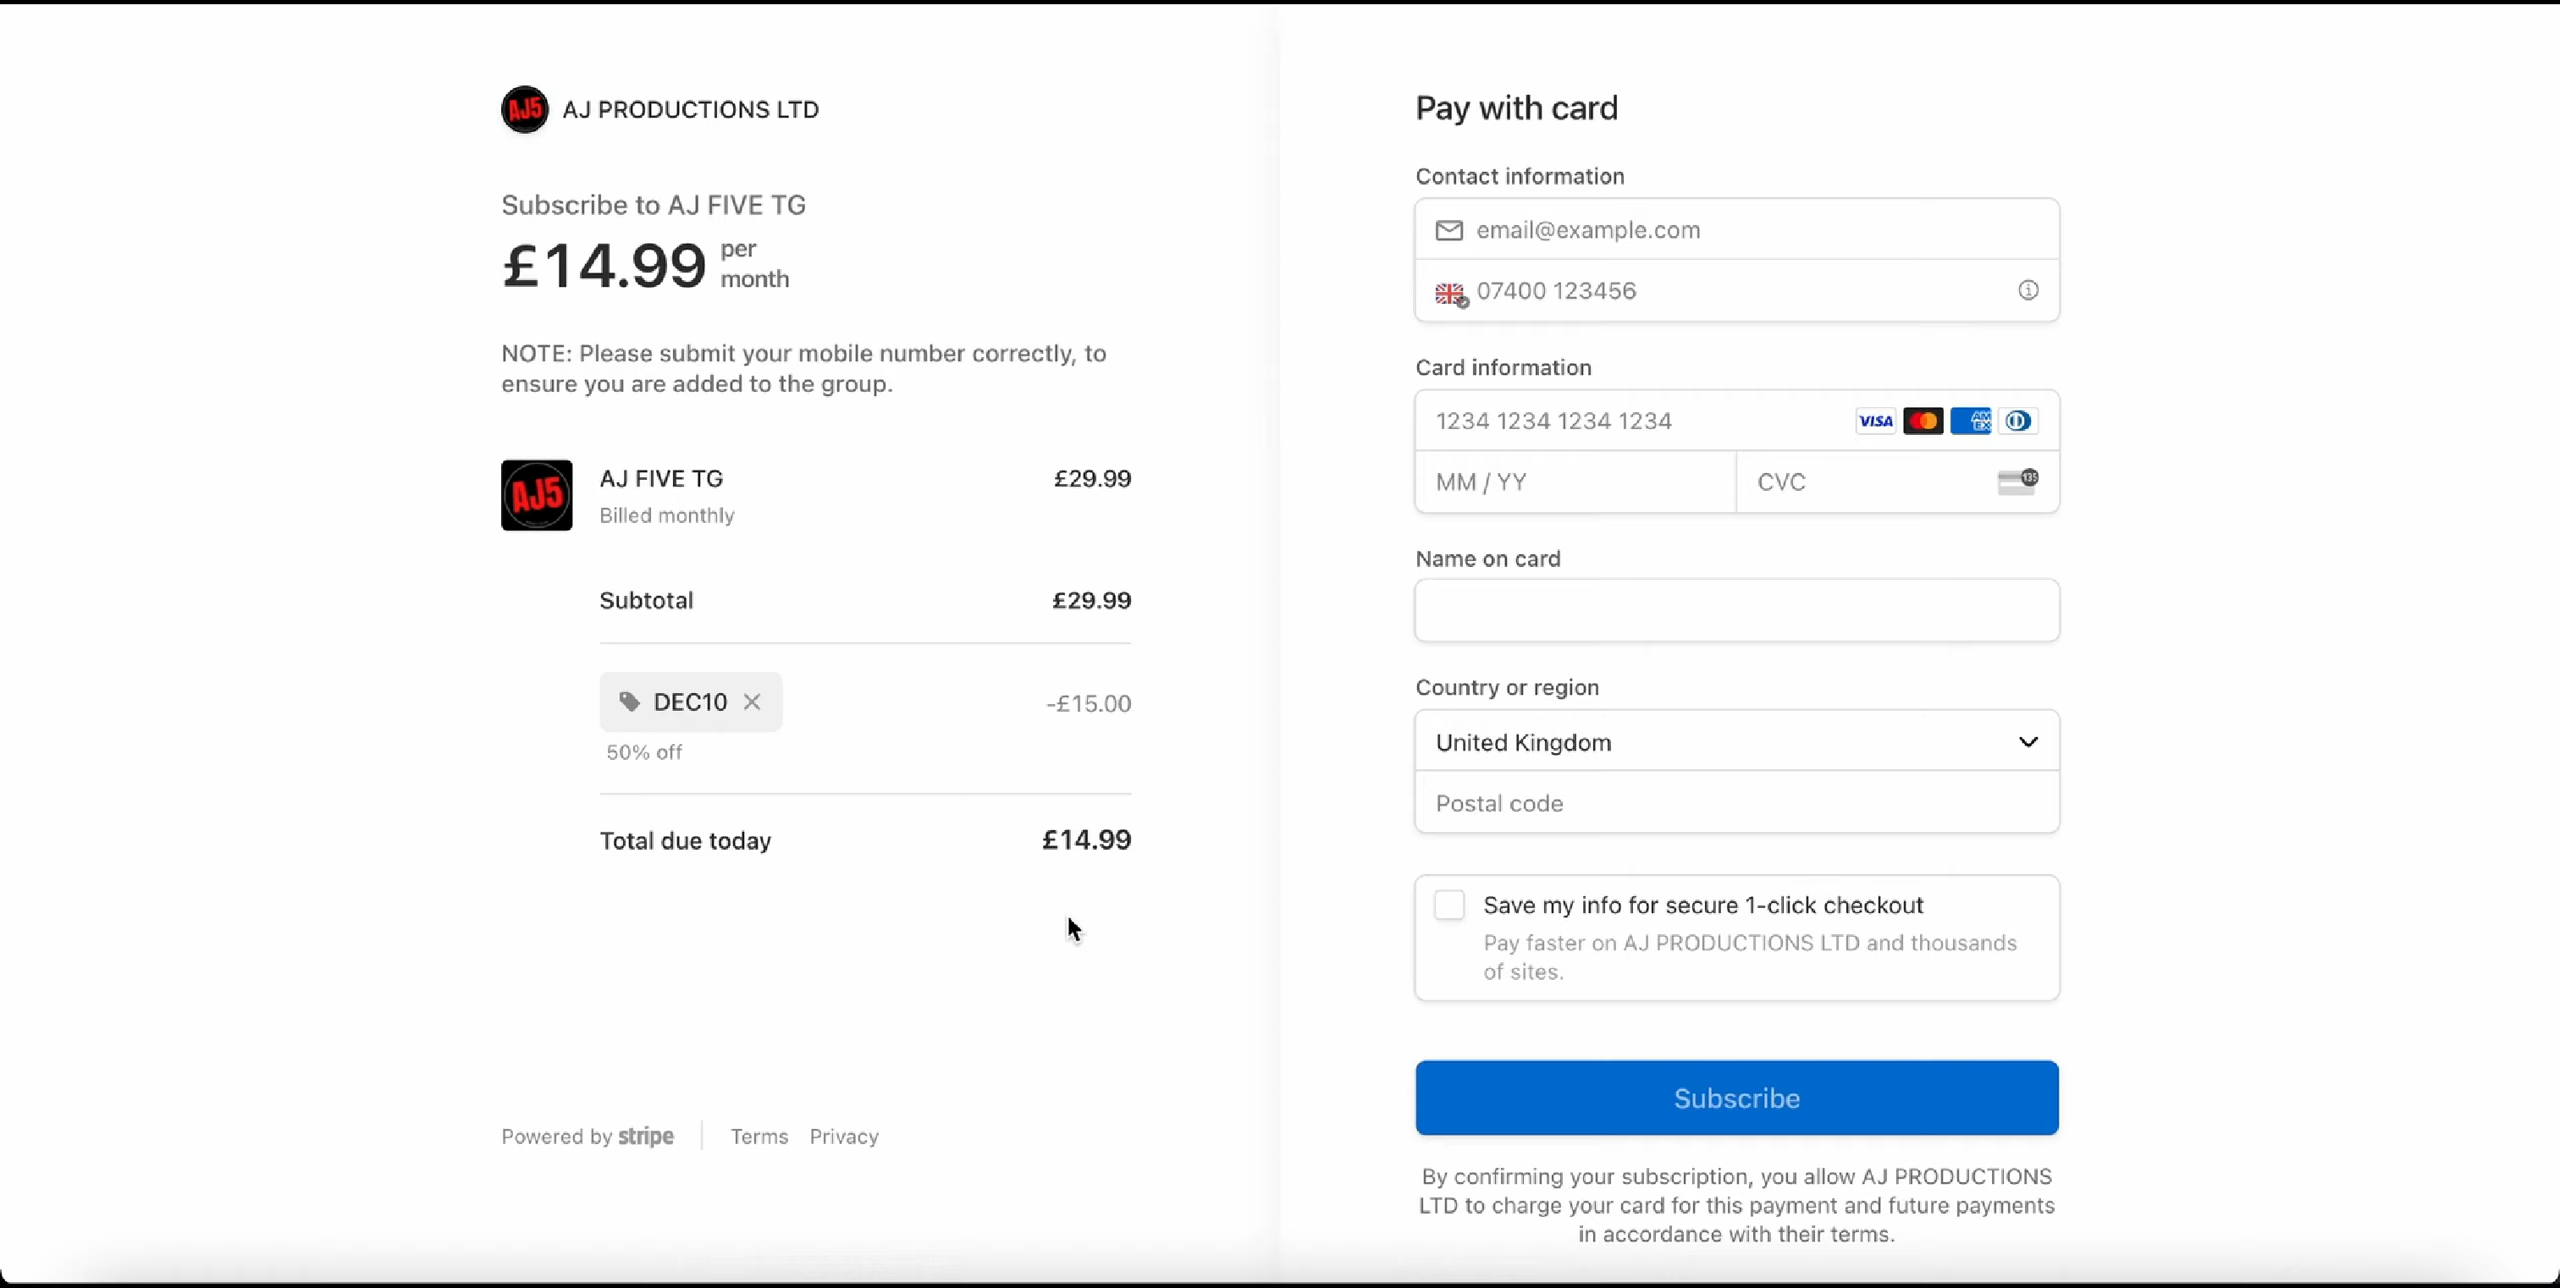 AJ5 AJ PRODUCTIONS LTD
Subscribe to AJ FIVE TG
£14.99 per
month
NOTE: Please submit your mobile number correctly, to
ensure you are added to the group.
AJ5
AJ FIVE TG £29.99
Billed monthly
Subtotal £29.99
DEC10 -£15.00
50% off
Total due today £14.99
Powered by stripe Terms Privacy
Pay with card
Contact information
email@example.com
07400 123456
Card information
1234 1234 1234 1234 VISA AM
EX
MM / YY CVC 135
Name on card
Country or region
United Kingdom
Postal code
Save my info for secure 1-click checkout
Pay faster on AJ PRODUCTIONS LTD and thousands
of sites.
Subscribe
By confirming your subscription, you allow AJ PRODUCTIONS
LTD to charge your card for this payment and future payments
in accordance with their terms.